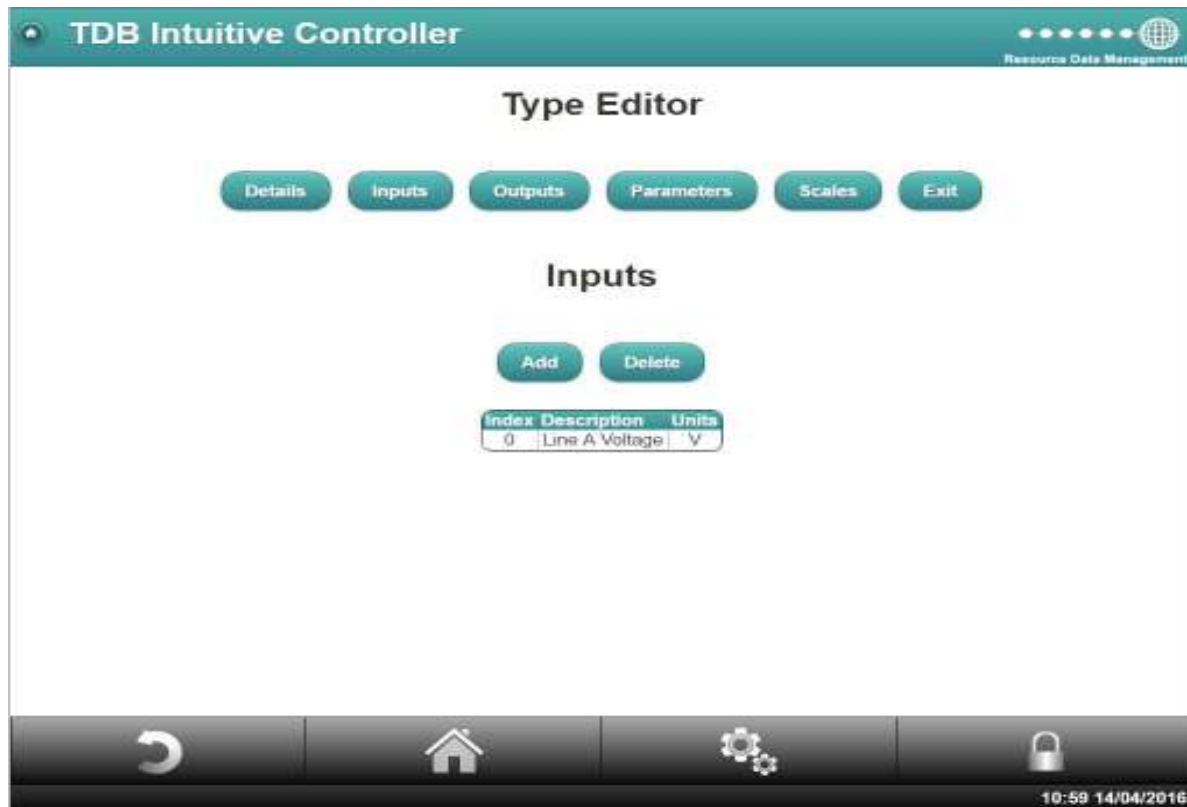 TDB Intuitive Controller
Resource Data Management
Type Editor
Details Inputs Outputs Parameters Scales Exit
Inputs
Add Delete
Index Description Units
0 Line A Voltage V
10:59 14/04/2016